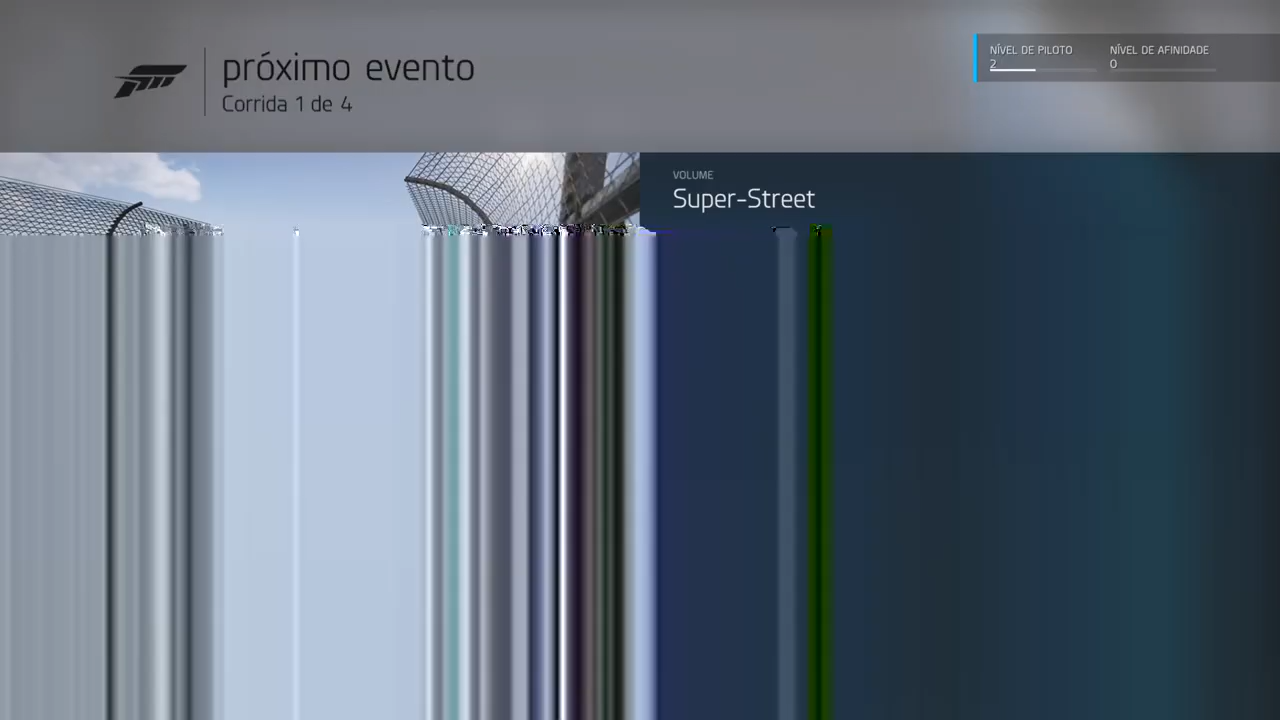 próximo evento
Corrida 1 de 4
NÍVEL DE PILOTO
2
NÍVEL DE AFINIDADE
0
VOLUME
Super-Street